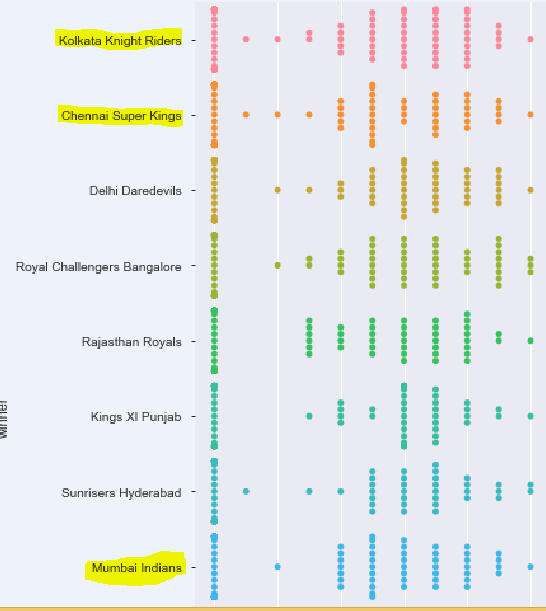 Kolkata Knight Riders
Chennai Super Kings
Delhi Daredevils
Royal Challengers Bangalore
Rajasthan Royals
winner
Kings XI Punjab
Sunrisers Hyderabad
Mumbai Indians